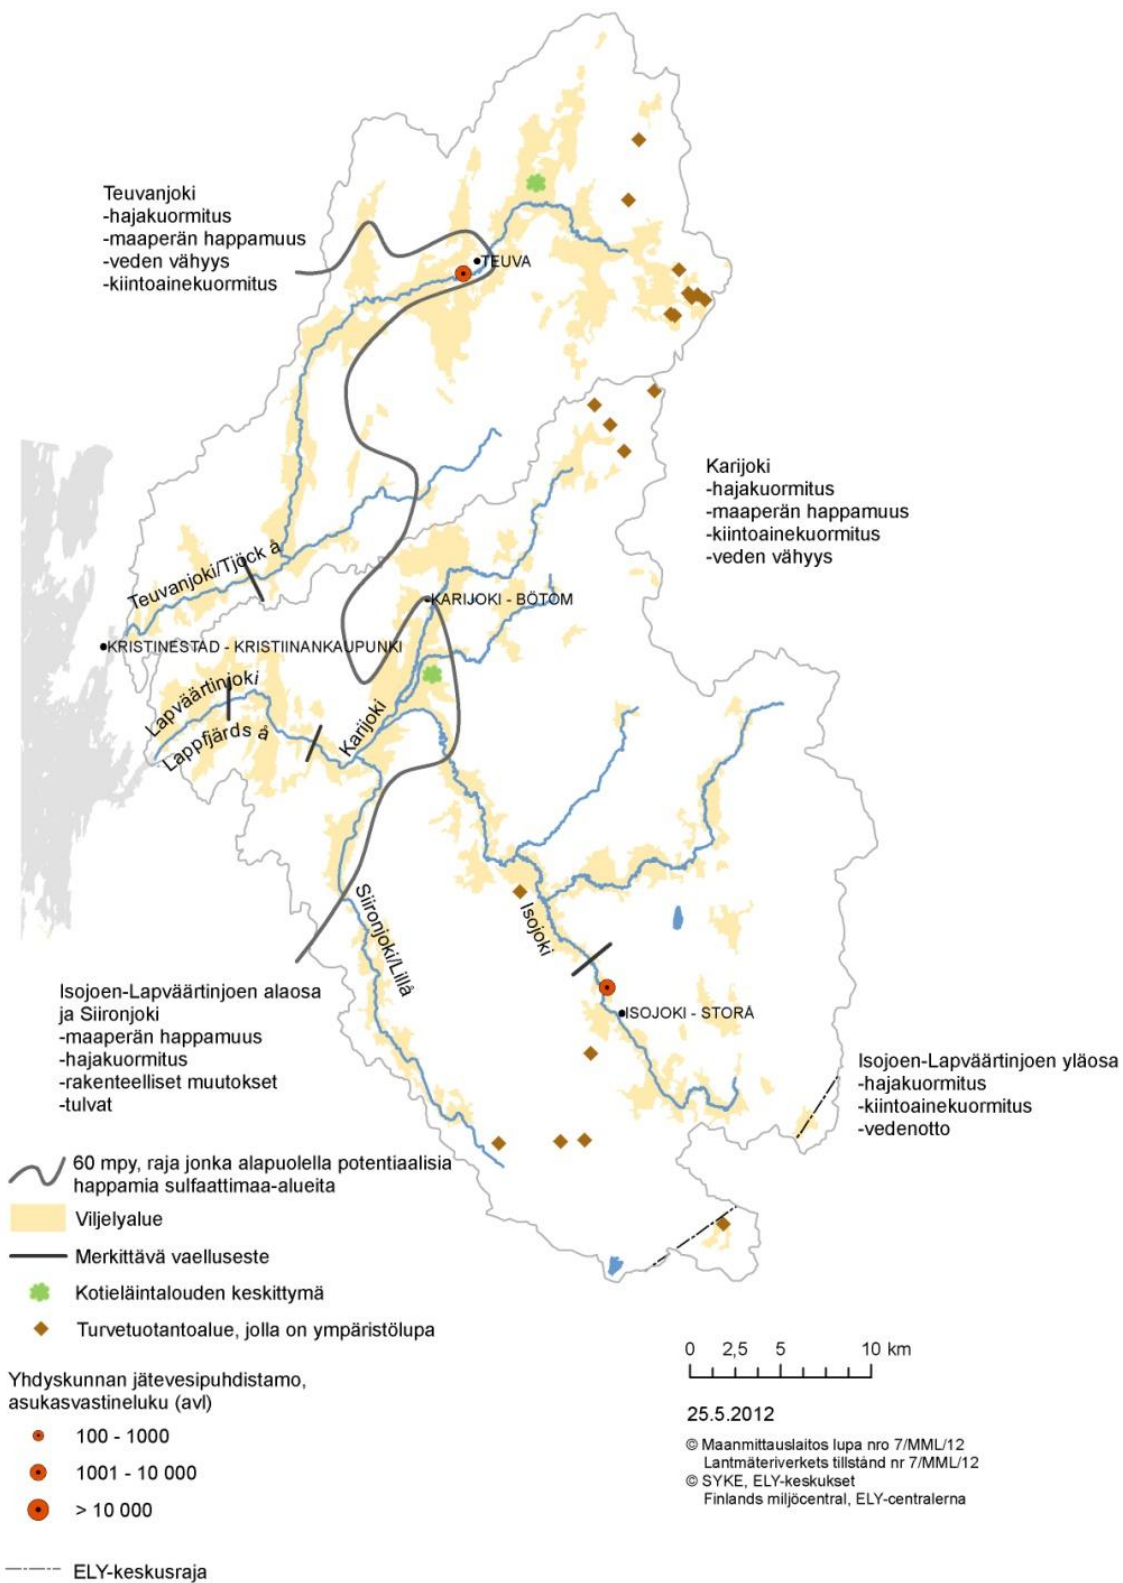 Teuvanjoki
-hajakuormitus
-maaperän happamuus
-veden vähyys
-kiintoainekuormitus
TEUVA
Karijoki
-hajakuormitus
-maaperän happamuus
-kiintoainekuormitus
-veden vähyys
Teuvanjoki/Tjöck å
KARIJOKI - BÖTOM
KRISTINESTAD - KRISTIINANKAUPUNKI
Lapväärtinjoki
Lappfjärds å
Karijoki
Siironjoki/Lillå
Isojoki
ISOJOKI - STORÅ
Isojoen-Lapväärtinjoen alaosa
ja Siironjoki
-maaperän happamuus
-hajakuormitus
-rakenteelliset muutokset
-tulvat
Isojoen-Lapväärtinjoen yläosa
-hajakuormitus
-kiintoainekuormitus
-vedenotto
60 mpy, raja jonka alapuolella potentiaalisia
happamia sulfaattimaa-alueita
Viljelyalue
Merkittävä vaelluseste
Kotieläintalouden keskittymä
Turvetuotantoalue, jolla on ympäristölupa
Yhdyskunnan jätevesipuhdistamo,
asukasvastineluku (avl)
100 - 1000
1001 - 10 000
> 10 000
ELY-keskusraja
0 2,5 5 10 km
25.5.2012
© Maanmittauslaitos lupa nro 7/MML/12
Lantmäteriverkets tillstånd nr 7/MML/12
© SYKE, ELY-keskukset
Finlands miljöcentral, ELY-centralerna